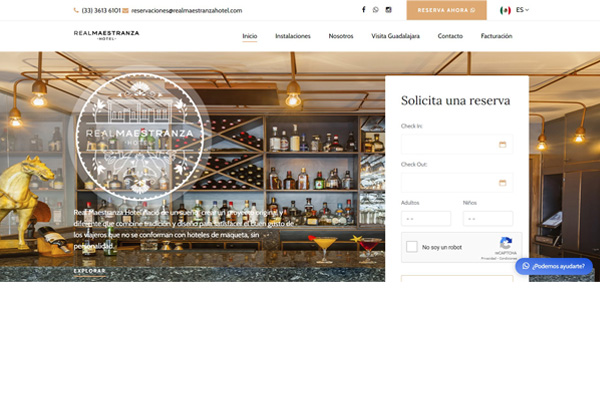 (33) 3613 6101 reservaciones@realmaestranzahotel.com
RESERVA AHORA
ES
REALMAESTRANZA
·HOTEL·
Inicio Instalaciones Nosotros Visita Guadalajara Contacto Facturación
REALMAESTRANZA
HOTEL
Real Maestranza Hotel nació de un sueño, crear un proyecto original y
diferente que combine tradición y diseño para satisfacer el buen gusto de
los viajeros que no se conforman con hoteles de maqueta, sin
personalidad.
EXPLORAR
Solicita una reserva
Check In:
Check Out:
Adultos Niños
- - - -
No soy un robot
reCAPTCHA
Privacidad - Condiciones
¿Podemos ayudarte?